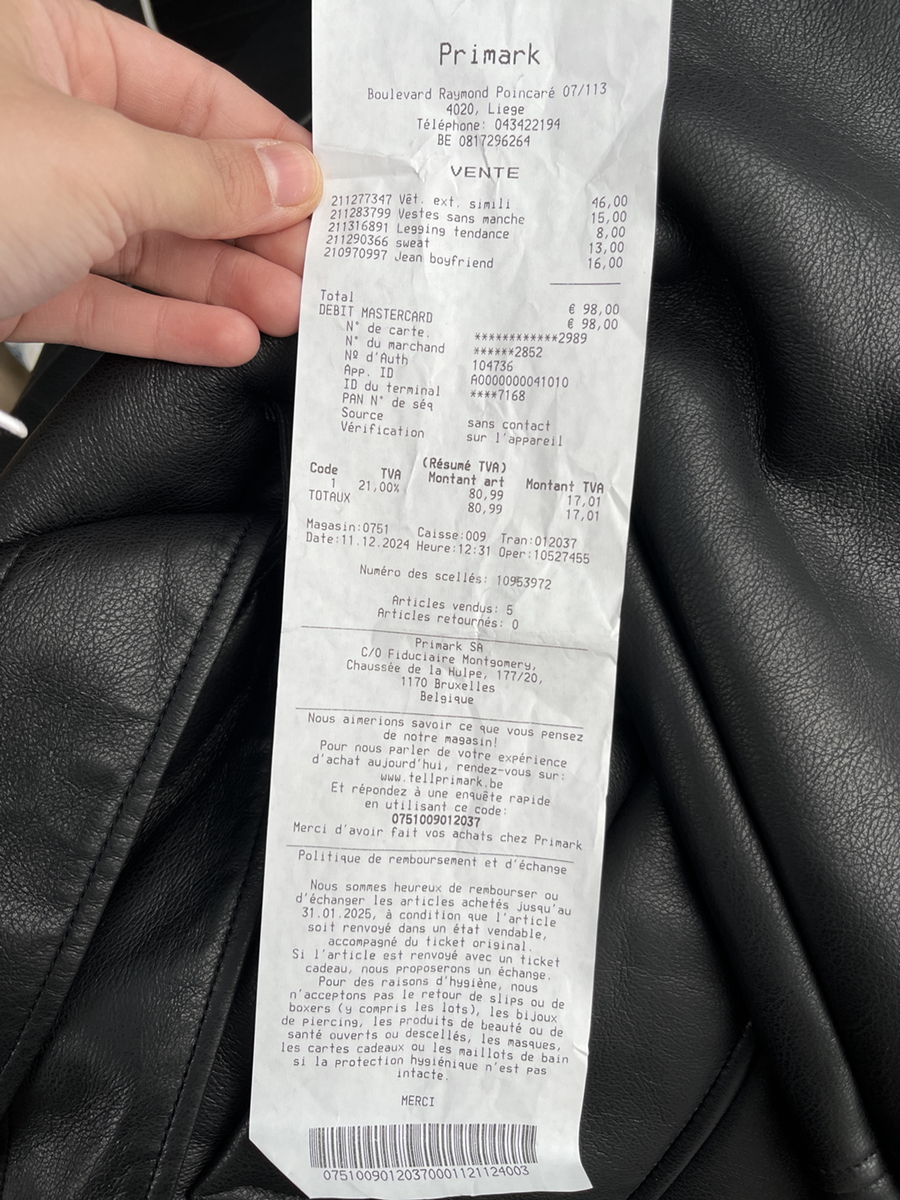 Primark
Boulevard Raymond Poincaré 07/113
4020, Liege
Téléphone: 043422194
BE 0817296264
VENTE
211277347 Vêt. ext. simili 46,00
211283799 Vestes sans manche 15,00
211316891 Legging tendance 8,00
211290366 sweat 13,00
210970997 Jean boyfriend 16,00
Total € 98,00
DEBIT MASTERCARD € 98,00
N° de carte. ************2989
N° du marchand ******2852
Nº d'Auth 104736
App. ID A0000000041010
ID du terminal ****7168
PAN N° de séq
Source sans contact
Vérification sur l'appareil
(Résumé TVA)
Code TVA Montant art Montant TVA
1 21,00% 80,99 17,01
TOTAUX 80,99 17,01
Magasin:0751 Caisse:009 Tran:012037
Date:11.12.2024 Heure:12:31 Oper:10527455
Numéro des scellés: 10953972
Articles vendus: 5
Articles retournés: 0
Primark SA
C/O Fiduciaire Montgomery,
Chaussée de la Hulpe, 177/20,
1170 Bruxelles
Belgique
Nous aimerions savoir ce que vous pensez
de notre magasin!
Pour nous parler de votre expérience
d'achat aujourd'hui, rendez-vous sur:
www.tellprimark.be
Et répondez à une enquête rapide
en utilisant ce code:
0751009012037
Merci d'avoir fait vos achats chez Primark
Politique de remboursement et d'échange
Nous sommes heureux de rembourser ou
d'échanger les articles achetés jusqu'au
31.01.2025, à condition que l'article
soit renvoyé dans un état vendable,
accompagné du ticket original.
Si l'article est renvoyé avec un ticket
cadeau, nous proposerons un échange.
Pour des raisons d'hygiène, nous
n'acceptons pas le retour de slips ou de
boxers (y compris les lots), les bijoux
de piercing, les produits de beauté ou de
santé ouverts ou descellés, les masques,
les cartes cadeaux ou les maillots de bain
si la protection hygiénique n'est pas
intacte.
MERCI
07510090120370001121124003